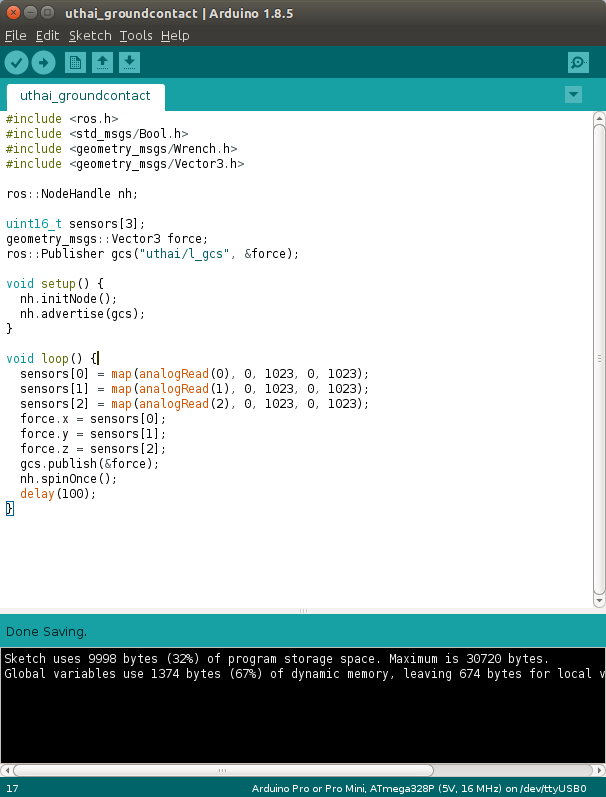 uthai_groundcontact | Arduino 1.8.5
File Edit Sketch Tools Help
uthai_groundcontact
#include <ros.h>
#include <std_msgs/Bool.h>
#include <geometry_msgs/Wrench.h>
#include <geometry_msgs/Vector3.h>
ros::NodeHandle nh;
uint16_t sensors[3];
geometry_msgs::Vector3 force;
ros::Publisher gcs("uthai/l_gcs", &force);
void setup() {
  nh.initNode();
  nh.advertise(gcs);
}
void loop() {
  sensors[0] = map(analogRead(0), 0, 1023, 0, 1023);
  sensors[1] = map(analogRead(1), 0, 1023, 0, 1023);
  sensors[2] = map(analogRead(2), 0, 1023, 0, 1023);
  force.x = sensors[0];
  force.y = sensors[1];
  force.z = sensors[2];
  gcs.publish(&force);
  nh.spinOnce();
  delay(100);
}
Done Saving.
Sketch uses 9998 bytes (32%) of program storage space. Maximum is 30720 bytes.
Global variables use 1374 bytes (67%) of dynamic memory, leaving 674 bytes for local v
17 Arduino Pro or Pro Mini, ATmega328P (5V, 16 MHz) on /dev/ttyUSB0